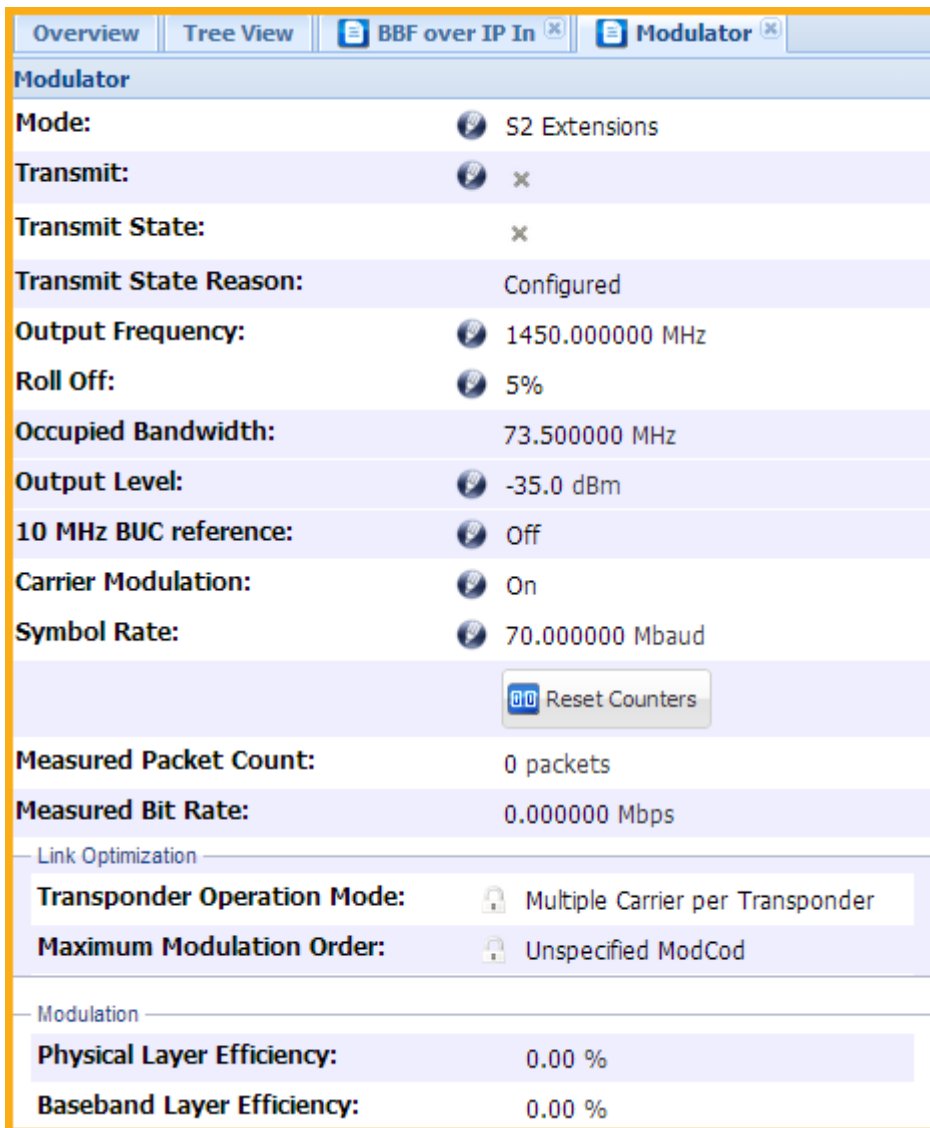 Overview Tree View BBF over IP In Modulator
Modulator
Mode: S2 Extensions
Transmit:
Transmit State:
Transmit State Reason: Configured
Output Frequency: 1450.000000 MHz
Roll Off: 5%
Occupied Bandwidth: 73.500000 MHz
Output Level: -35.0 dBm
10 MHz BUC reference: Off
Carrier Modulation: On
Symbol Rate: 70.000000 Mbaud
Reset Counters
Measured Packet Count: 0 packets
Measured Bit Rate: 0.000000 Mbps
Link Optimization
Transponder Operation Mode: Multiple Carrier per Transponder
Maximum Modulation Order: Unspecified ModCod
Modulation
Physical Layer Efficiency: 0.00 %
Baseband Layer Efficiency: 0.00 %